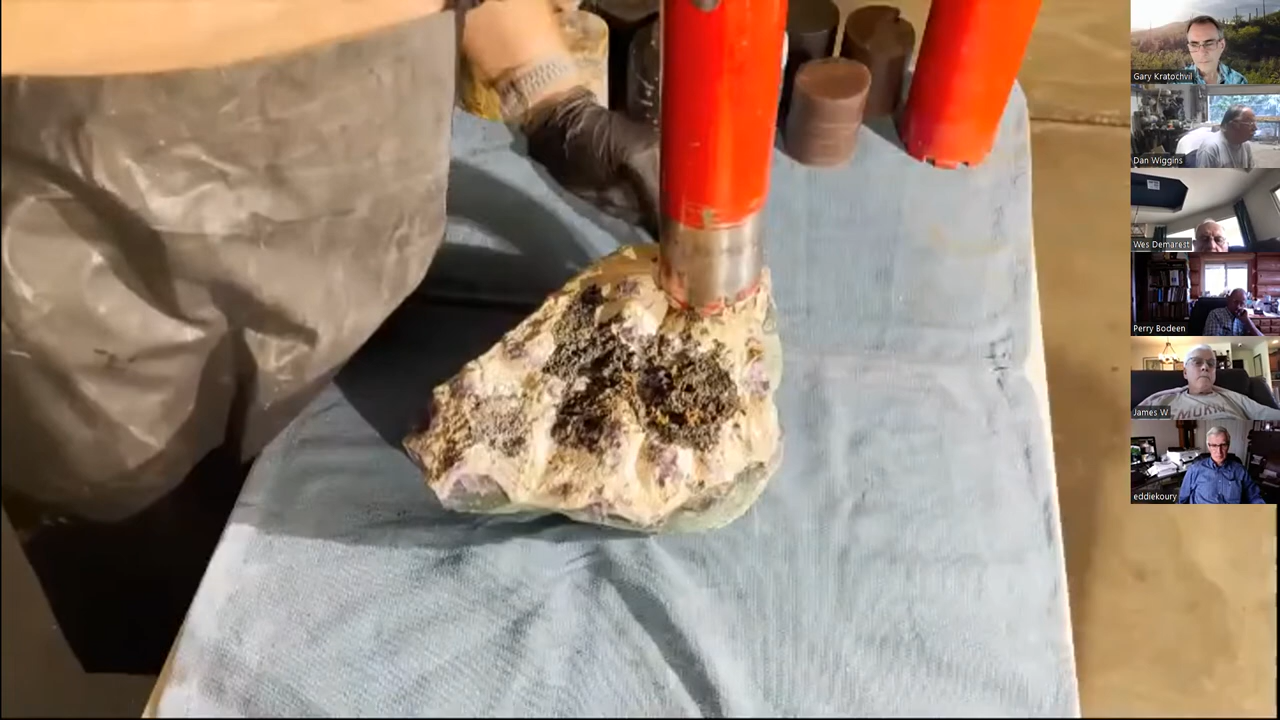 Gary Kratochvil
Dan Wiggins
Wes Demarest
Perry Bodeen
James W
eddiekoury